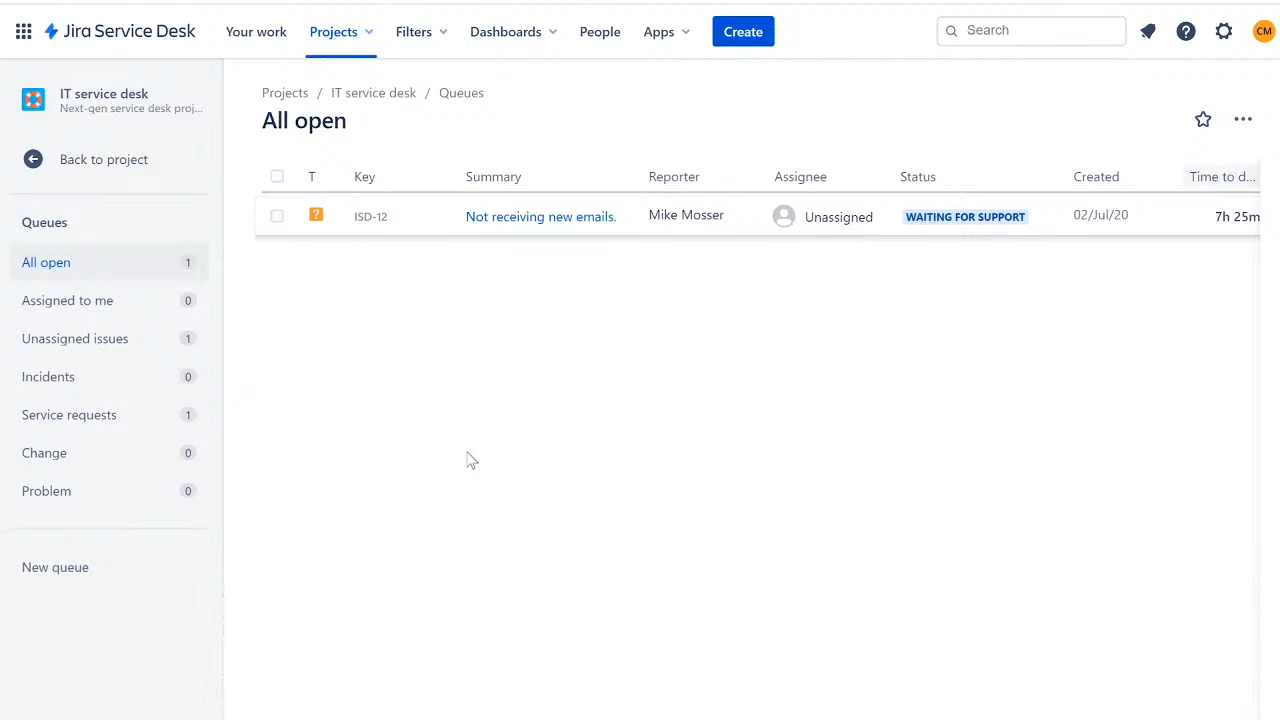 Jira Service Desk
Your work
Projects
Filters
Dashboards
People
Apps
Create
Search
CM
IT service desk
Next-gen service desk proj...
Back to project
Queues
All open 1
Assigned to me 0
Unassigned issues 1
Incidents 0
Service requests 1
Change 0
Problem 0
New queue
Projects / IT service desk / Queues
All open
T Key Summary Reporter Assignee Status Created Time to d...
? ISD-12 Not receiving new emails. Mike Mosser Unassigned WAITING FOR SUPPORT 02/Jul/20 7h 25m